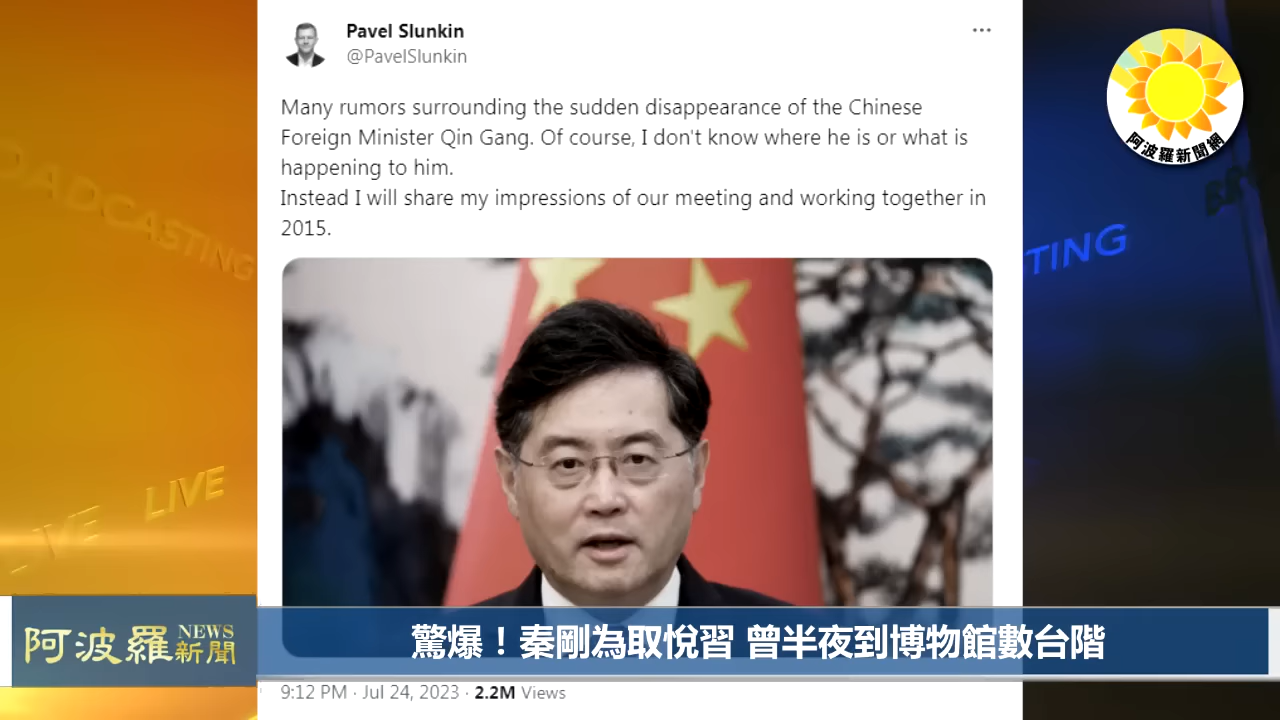 Pavel Slunkin
@PavelSlunkin
Many rumors surrounding the sudden disappearance of the Chinese
Foreign Minister Qin Gang. Of course, I don't know where he is or what is
happening to him.
Instead I will share my impressions of our meeting and working together in
2015.
阿波羅新聞網
OADCASTING
TING
LIVE
IVE
阿波羅 NEWS 新聞
驚爆！秦剛為取悅習 曾半夜到博物館數台階
9:12 PM · Jul 24, 2023 · 2.2M Views